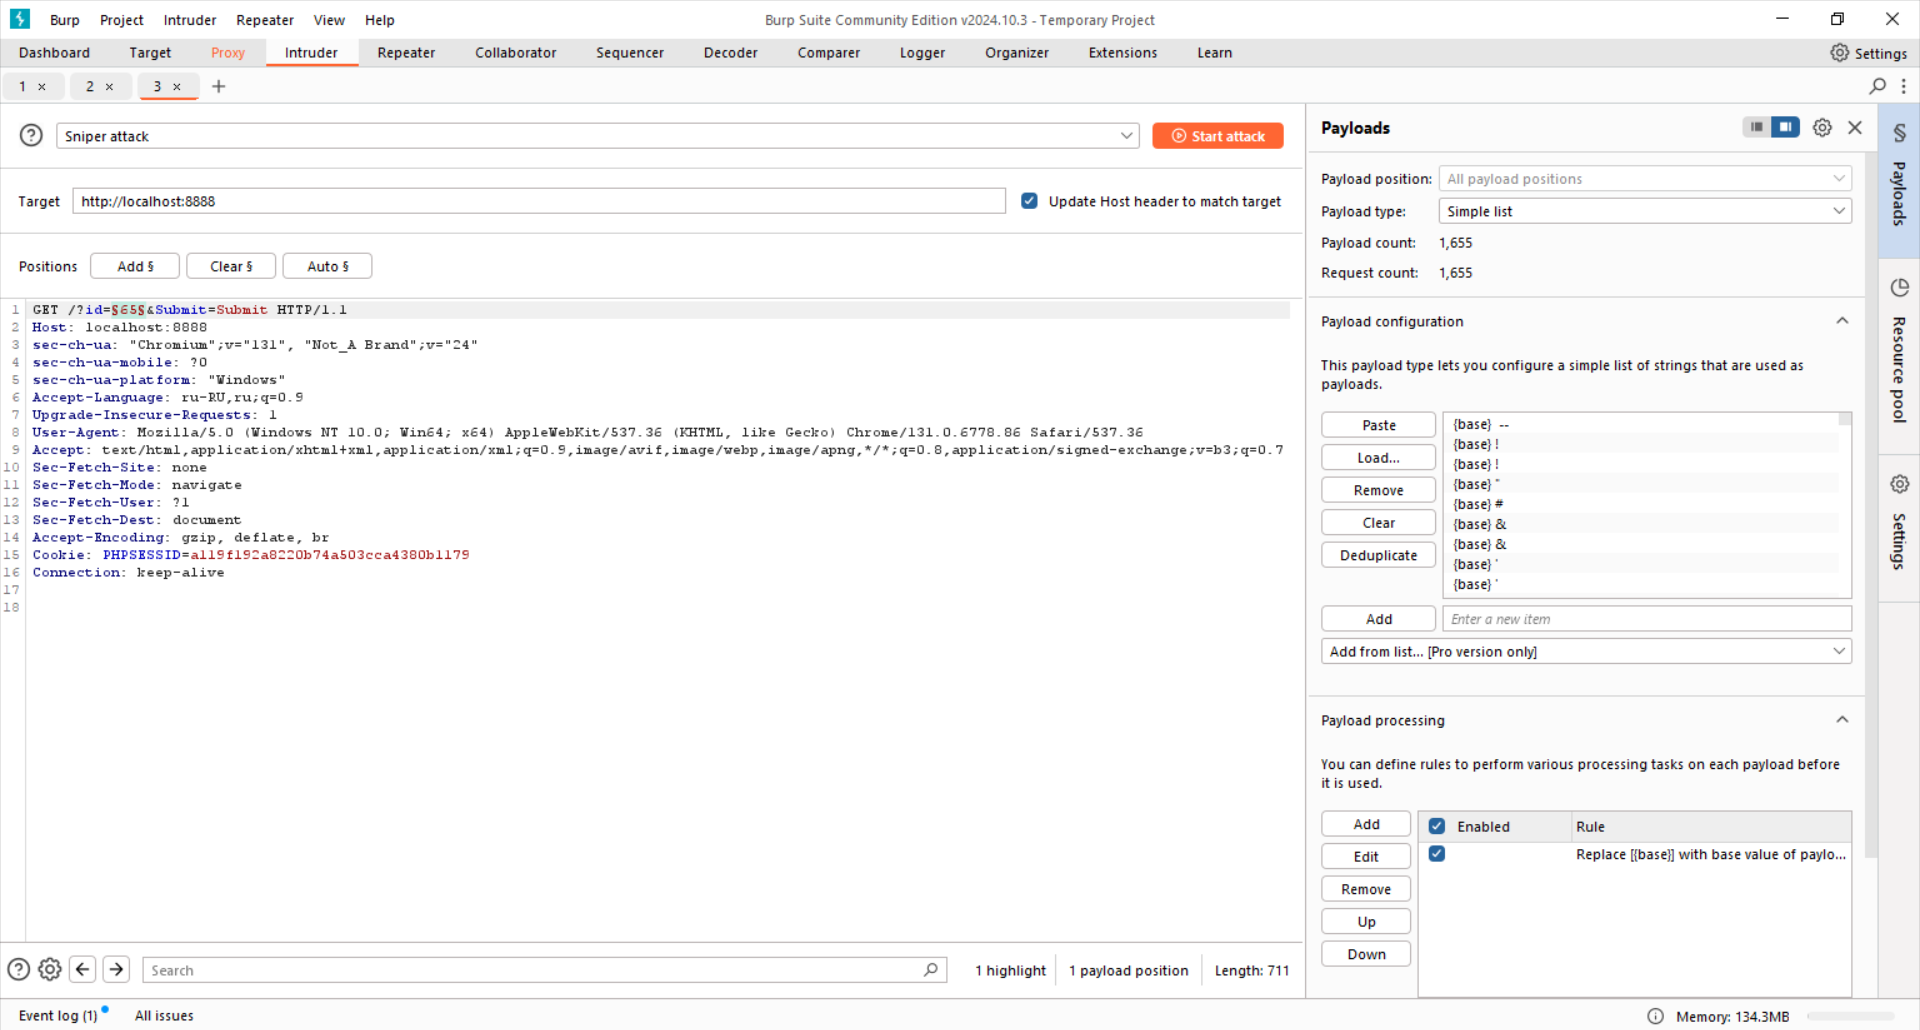 Burp Project Intruder Repeater View Help
Burp Suite Community Edition v2024.10.3 - Temporary Project
Dashboard Target Proxy Intruder Repeater Collaborator Sequencer Decoder Comparer Logger Organizer Extensions Learn
Settings
1 × 2 × 3 × +
Sniper attack
Start attack
Target http://localhost:8888 Update Host header to match target
Positions Add § Clear § Auto §
1 GET /?id=§65§&Submit=Submit HTTP/1.1
2 Host: localhost:8888
3 sec-ch-ua: "Chromium";v="131", "Not_A Brand";v="24"
4 sec-ch-ua-mobile: ?0
5 sec-ch-ua-platform: "Windows"
6 Accept-Language: ru-RU,ru;q=0.9
7 Upgrade-Insecure-Requests: 1
8 User-Agent: Mozilla/5.0 (Windows NT 10.0; Win64; x64) AppleWebKit/537.36 (KHTML, like Gecko) Chrome/131.0.6778.86 Safari/537.36
9 Accept: text/html,application/xhtml+xml,application/xml;q=0.9,image/avif,image/webp,image/apng,*/*;q=0.8,application/signed-exchange;v=b3;q=0.7
10 Sec-Fetch-Site: none
11 Sec-Fetch-Mode: navigate
12 Sec-Fetch-User: ?1
13 Sec-Fetch-Dest: document
14 Accept-Encoding: gzip, deflate, br
15 Cookie: PHPSESSID=a119f192a8220b74a503cca4380b1179
16 Connection: keep-alive
17
18
Search
1 highlight 1 payload position Length: 711
Payloads
Payload position: All payload positions
Payload type: Simple list
Payload count: 1,655
Request count: 1,655
Payload configuration
This payload type lets you configure a simple list of strings that are used as
payloads.
Paste
Load...
Remove
Clear
Deduplicate
{base} --
{base} !
{base} !
{base} "
{base} #
{base} &
{base} &
{base} '
{base} '
Add Enter a new item
Add from list... [Pro version only]
Payload processing
You can define rules to perform various processing tasks on each payload before
it is used.
Add
Edit
Remove
Up
Down
Enabled Rule
Replace [{base}] with base value of paylo...
§ Payloads
Resource pool
Settings
Event log (1) All issues
Memory: 134.3MB